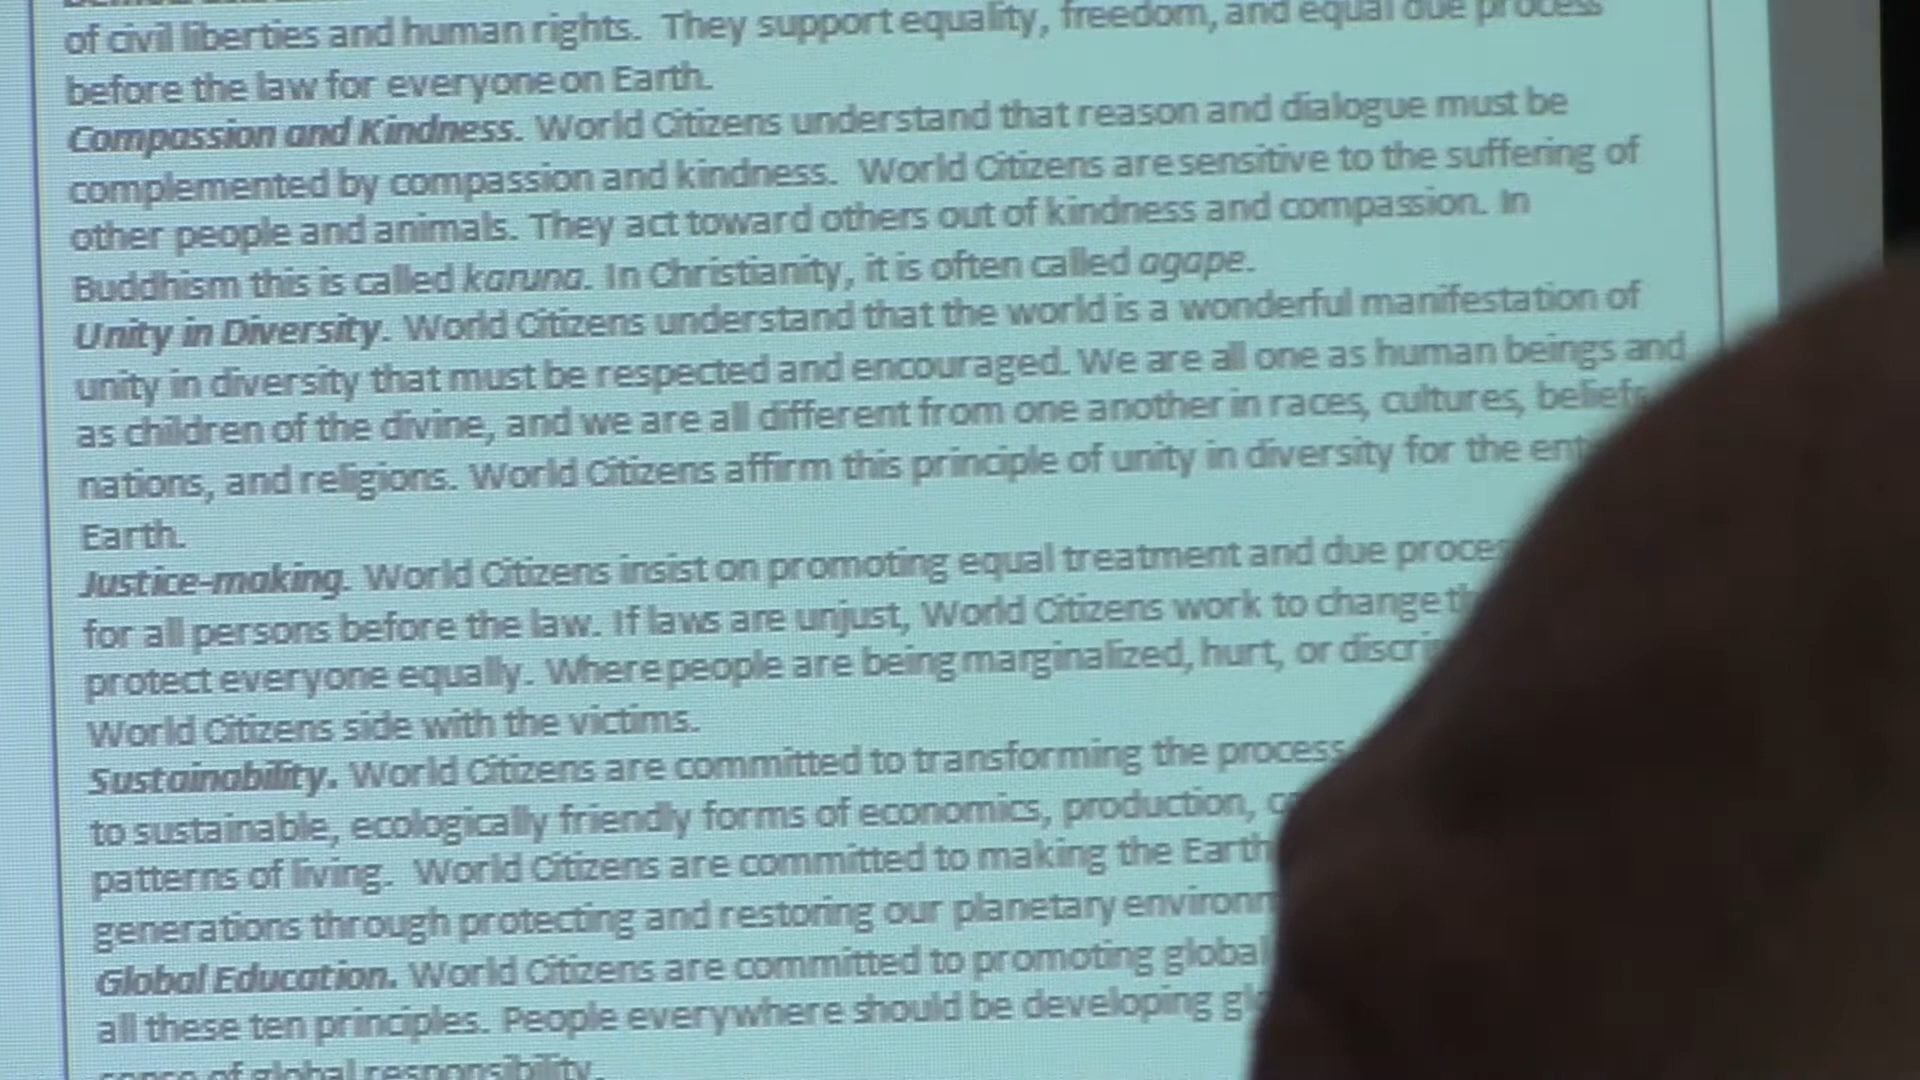 of civil liberties and human rights. They support equality, freedom, and equal due process
before the law for everyone on Earth.
Compassion and Kindness. World Citizens understand that reason and dialogue must be
complemented by compassion and kindness. World Citizens are sensitive to the suffering of
other people and animals. They act toward others out of kindness and compassion. In
Buddhism this is called karuna. In Christianity, it is often called agape.
Unity in Diversity. World Citizens understand that the world is a wonderful manifestation of
unity in diversity that must be respected and encouraged. We are all one as human beings and
as children of the divine, and we are all different from one another in races, cultures, beliefs
nations, and religions. World Citizens affirm this principle of unity in diversity for the
Earth.
Justice-making. World Citizens insist on promoting equal treatment and due
for all persons before the law. If laws are unjust, World Citizens work to change
protect everyone equally. Where people are being marginalized, hurt, or
World Citizens side with the victims.
Sustainability. World Citizens are committed to transforming the process
to sustainable, ecologically friendly forms of economics, production,
patterns of living. World Citizens are committed to making the Earth
generations through protecting and restoring our planetary
Global Education. World Citizens are committed to promoting global
all these ten principles. People everywhere should be developing
sense of global responsibility.